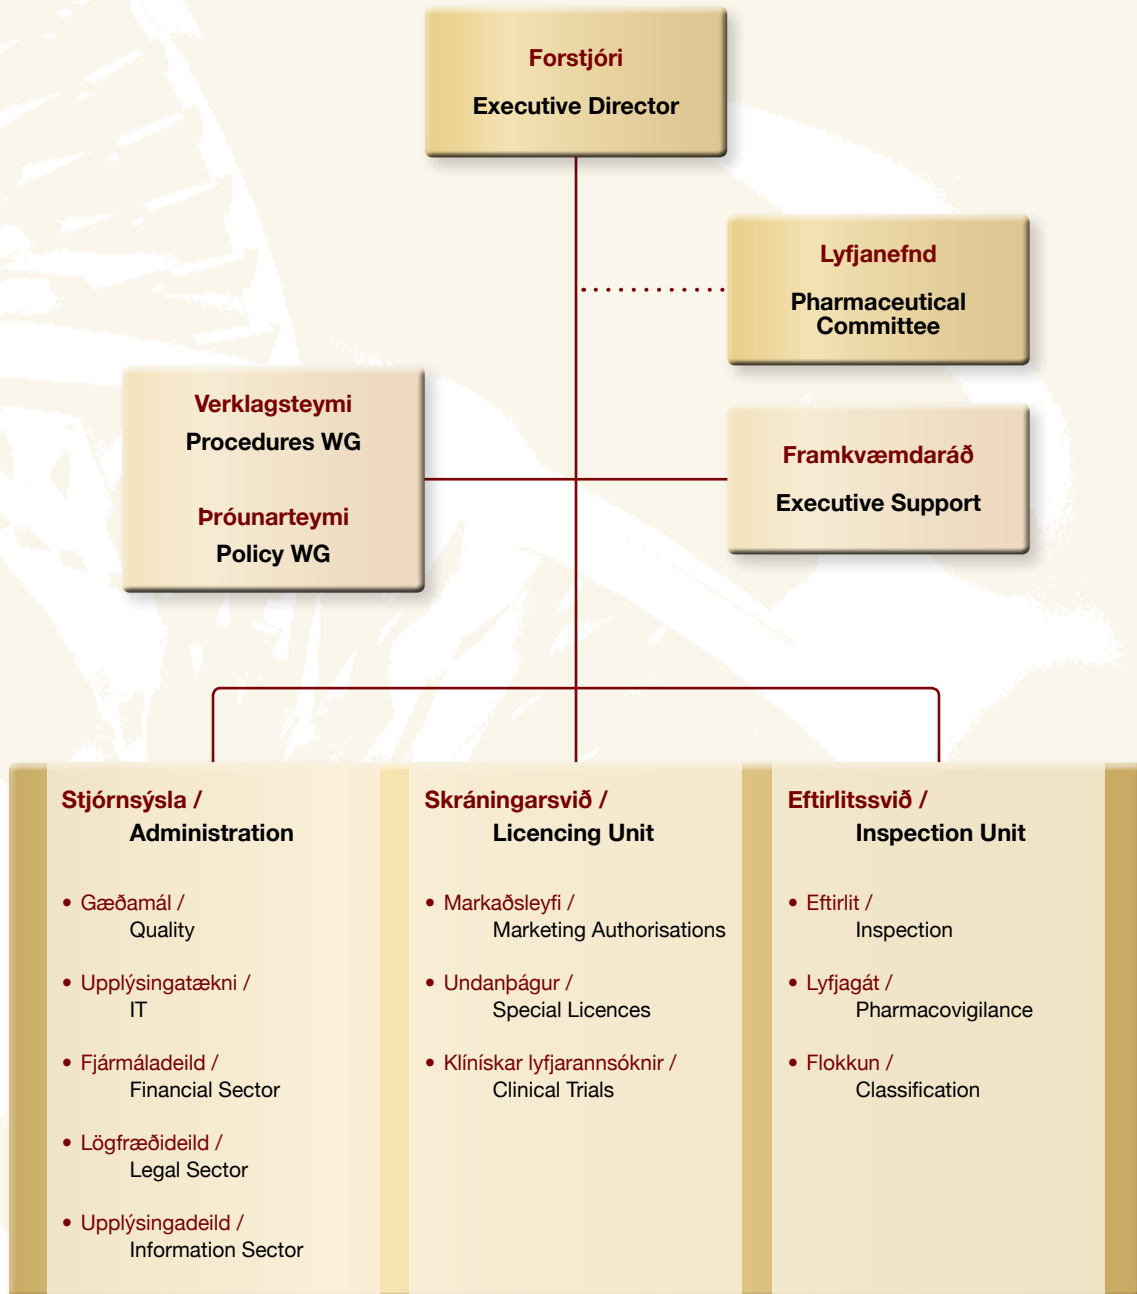 Forstjóri
Executive Director
Lyfjanefnd
Pharmaceutical
Committee
Verklagsteymi
Procedures WG
Þróunarteymi
Policy WG
Framkvæmdaráð
Executive Support
Stjórnsýsla /
Administration
• Gæðamál /
Quality
• Upplýsingatækni /
IT
• Fjármáladeild /
Financial Sector
• Lögfræðideild /
Legal Sector
• Upplýsingadeild /
Information Sector
Skráningarsvið /
Licencing Unit
• Markaðsleyfi /
Marketing Authorisations
• Undanþágur /
Special Licences
• Klínískar lyfjarannsóknir /
Clinical Trials
Eftirlitssvið /
Inspection Unit
• Eftirlit /
Inspection
• Lyfjagát /
Pharmacovigilance
• Flokkun /
Classification